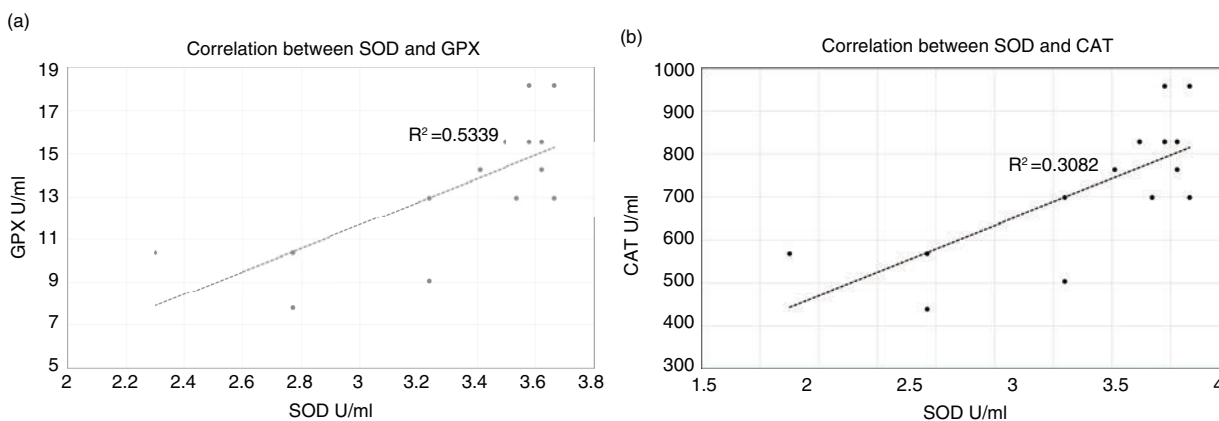 (a)
Correlation between SOD and GPX
19
17
15
13
11
9
7
5
GPX U/ml
R² =0.5339
2 2.2 2.4 2.6 2.8 3 3.2 3.4 3.6 3.8
SOD U/ml
(b)
Correlation between SOD and CAT
1000
900
800
700
600
500
400
300
CAT U/ml
R² =0.3082
1.5 2 2.5 3 3.5 4
SOD U/ml